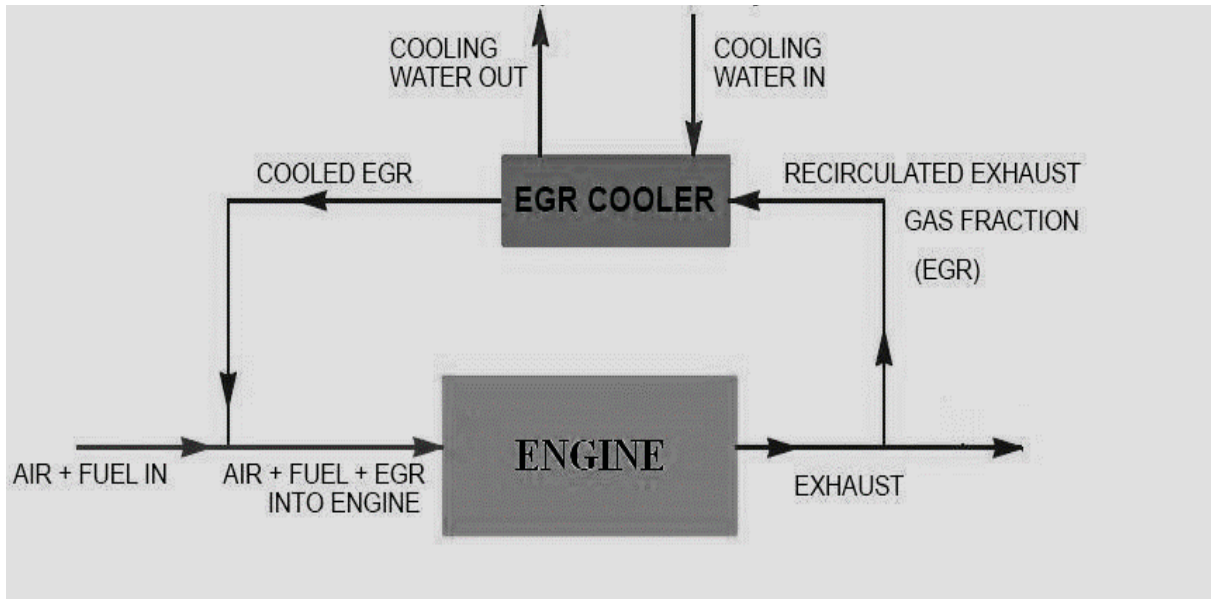 COOLING
WATER OUT
COOLING
WATER IN
COOLED EGR
EGR COOLER
RECIRCULATED EXHAUST
GAS FRACTION
(EGR)
ENGINE
AIR + FUEL IN
AIR + FUEL + EGR
INTO ENGINE
EXHAUST